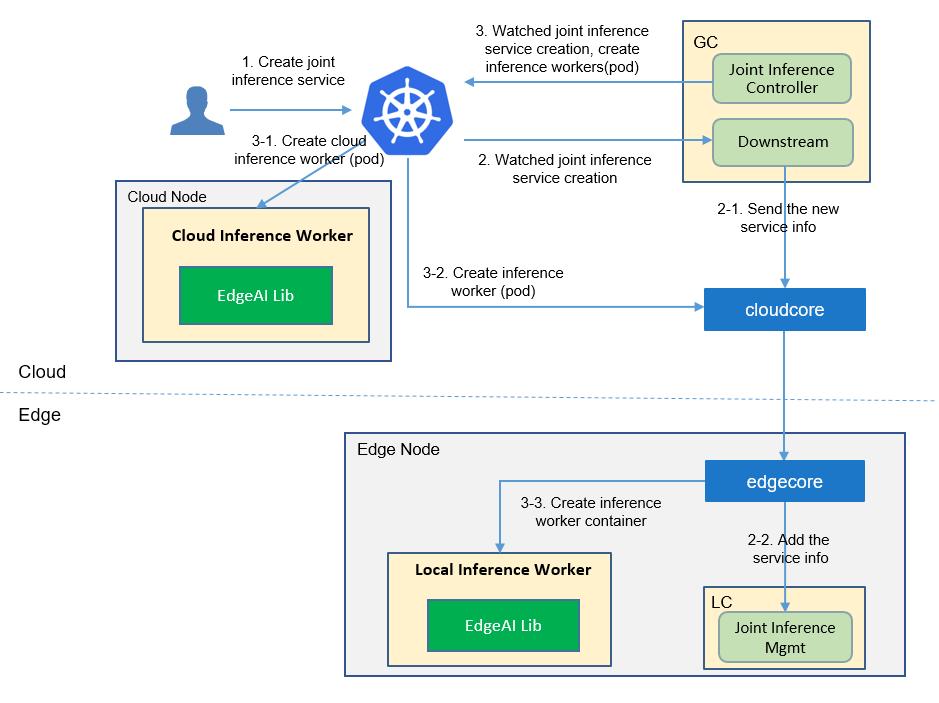 1. Create joint
inference service
3. Watched joint inference
service creation, create
inference workers(pod)
GC
Joint Inference
Controller
Downstream
3-1. Create cloud
inference worker (pod)
2. Watched joint inference
service creation
Cloud Node
Cloud Inference Worker
EdgeAI Lib
2-1. Send the new
service info
3-2. Create inference
worker (pod)
cloudcore
Cloud
Edge
Edge Node
edgecore
3-3. Create inference
worker container
2-2. Add the
service info
Local Inference Worker
EdgeAI Lib
LC
Joint Inference
Mgmt